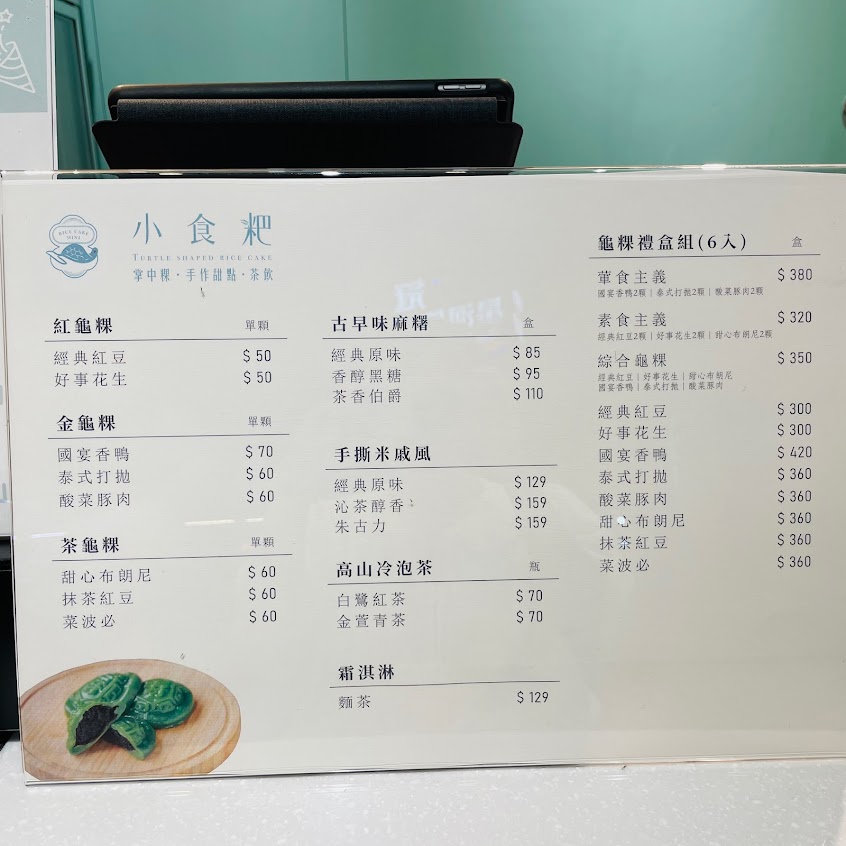 RICE CAKE
WINS
小食粑
TURTLE SHAPED RICE CAKE
掌中粿·手作甜點·茶飲
紅龜粿 單顆
經典紅豆 $50
好事花生 $50
金龜粿 單顆
國宴香鴨 $70
泰式打拋 $60
酸菜豚肉 $60
茶龜粿 單顆
甜心布朗尼 $60
抹茶紅豆 $60
菜波必 $60
古早味麻糬 盒
經典原味 $85
香醇黑糖 $95
茶香伯爵 $110
手撕米戚風
經典原味 $129
沁茶醇香 $159
朱古力 $159
高山冷泡茶 瓶
白鷺紅茶 $70
金萱青茶 $70
霜淇淋
麵茶 $129
龜粿禮盒組(6入) 盒
葷食主義 $380
國宴香鴨2顆|泰式打拋2顆|酸菜豚肉2顆
素食主義 $320
經典紅豆2顆|好事花生2顆|甜心布朗尼2顆
綜合龜粿 $350
經典紅豆|好事花生|甜心布朗尼
國宴香鴨|泰式打拋|酸菜豚肉
經典紅豆 $300
好事花生 $300
國宴香鴨 $420
泰式打拋 $360
酸菜豚肉 $360
甜心布朗尼 $360
抹茶紅豆 $360
菜波必 $360